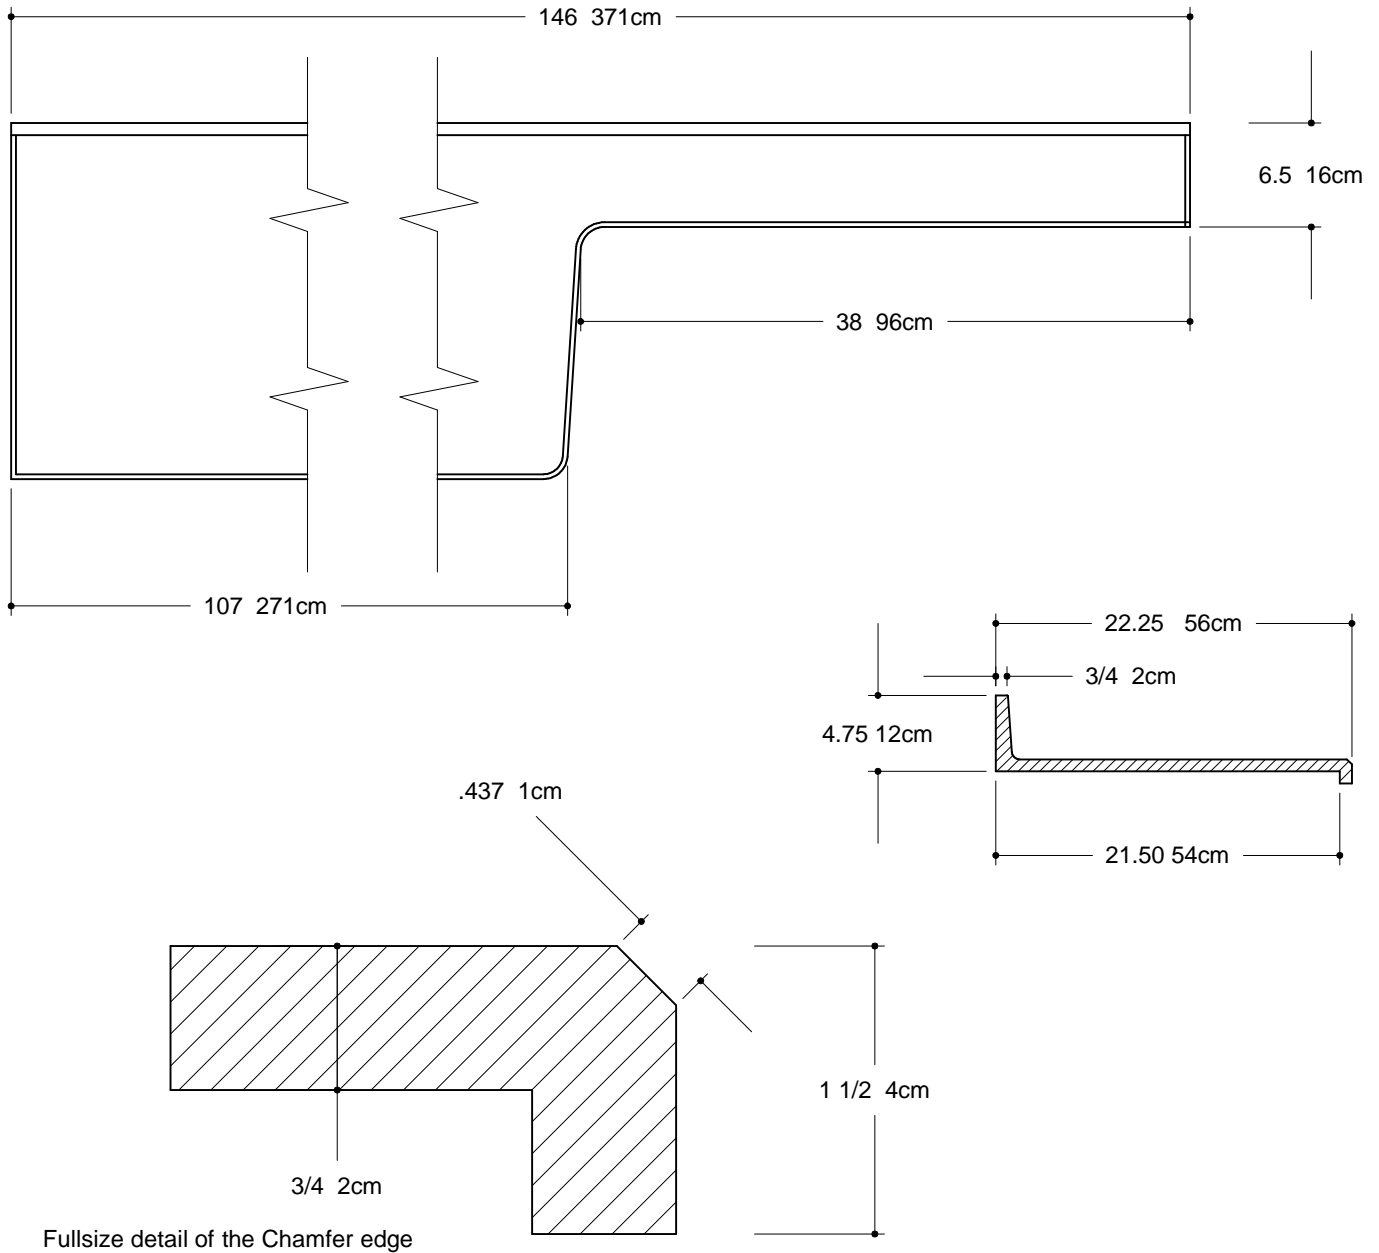 146  371cm
6.5  16cm
38  96cm
107  271cm
22.25  56cm
3/4  2cm
4.75 12cm
.437  1cm
21.50 54cm
1 1/2  4cm
3/4  2cm
Fullsize detail of the Chamfer edge